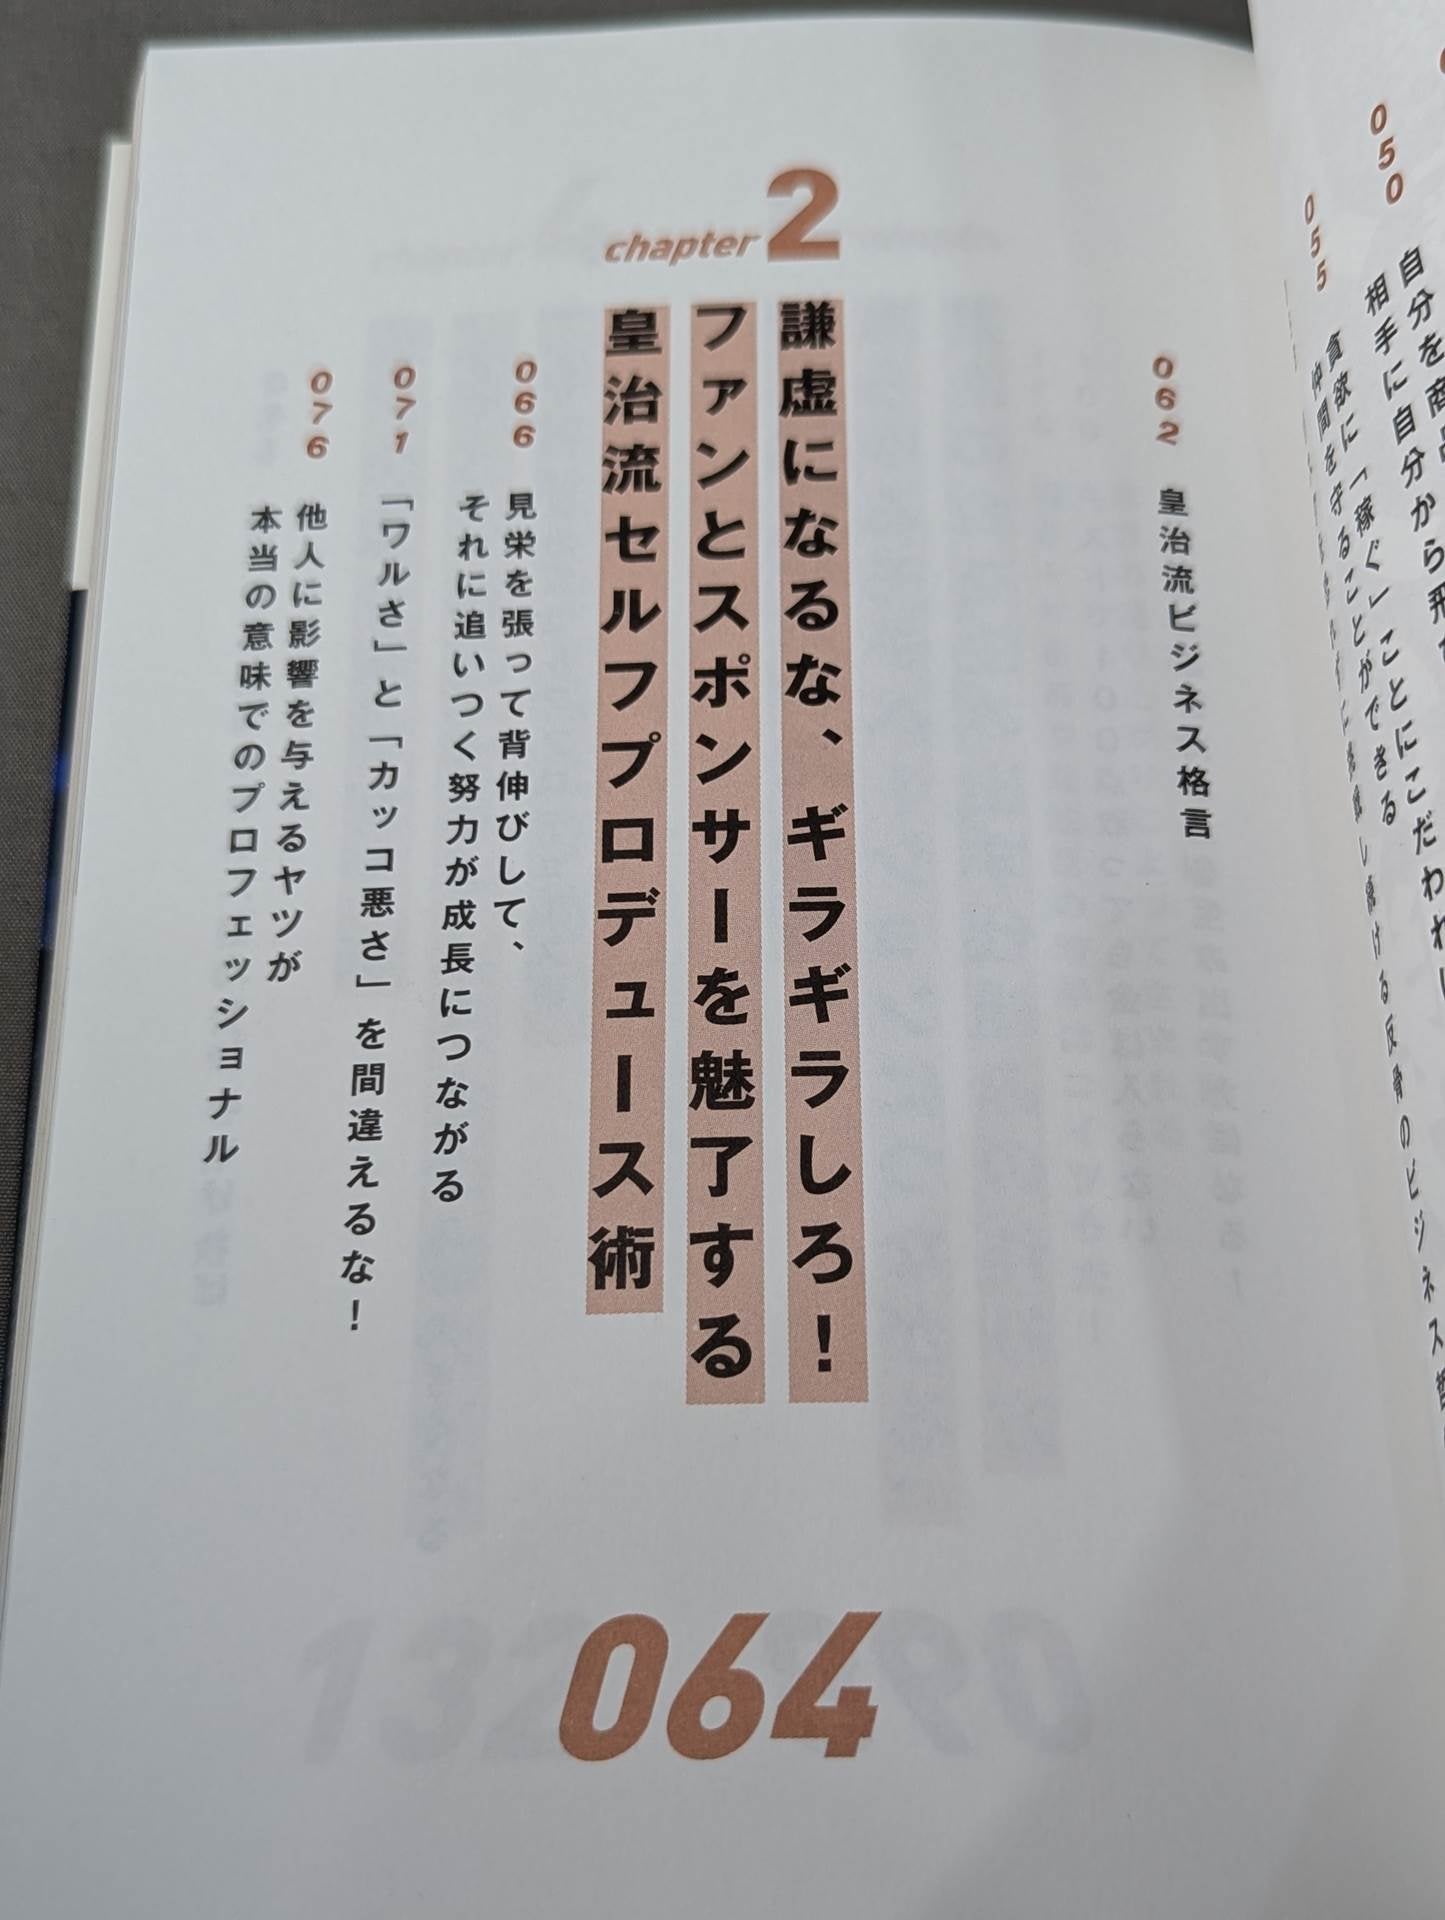 050
自分を商
相手に自分から飛
055
貪欲に「稼ぐ」ことにこだわれ
仲間を守ることができる
062
皇治流ビジネス格言
chapter 2
謙虚になるな、ギラギラしろ！
ファンとスポンサーを魅了する
皇治流セルフプロデュース術
066
見栄を張って背伸びして、
それに追いつく努力が成長につながる
071
「ワルさ」と「カッコ悪さ」を間違えるな！
076
他人に影響を与えるヤツが
本当の意味でのプロフェッショナル
064